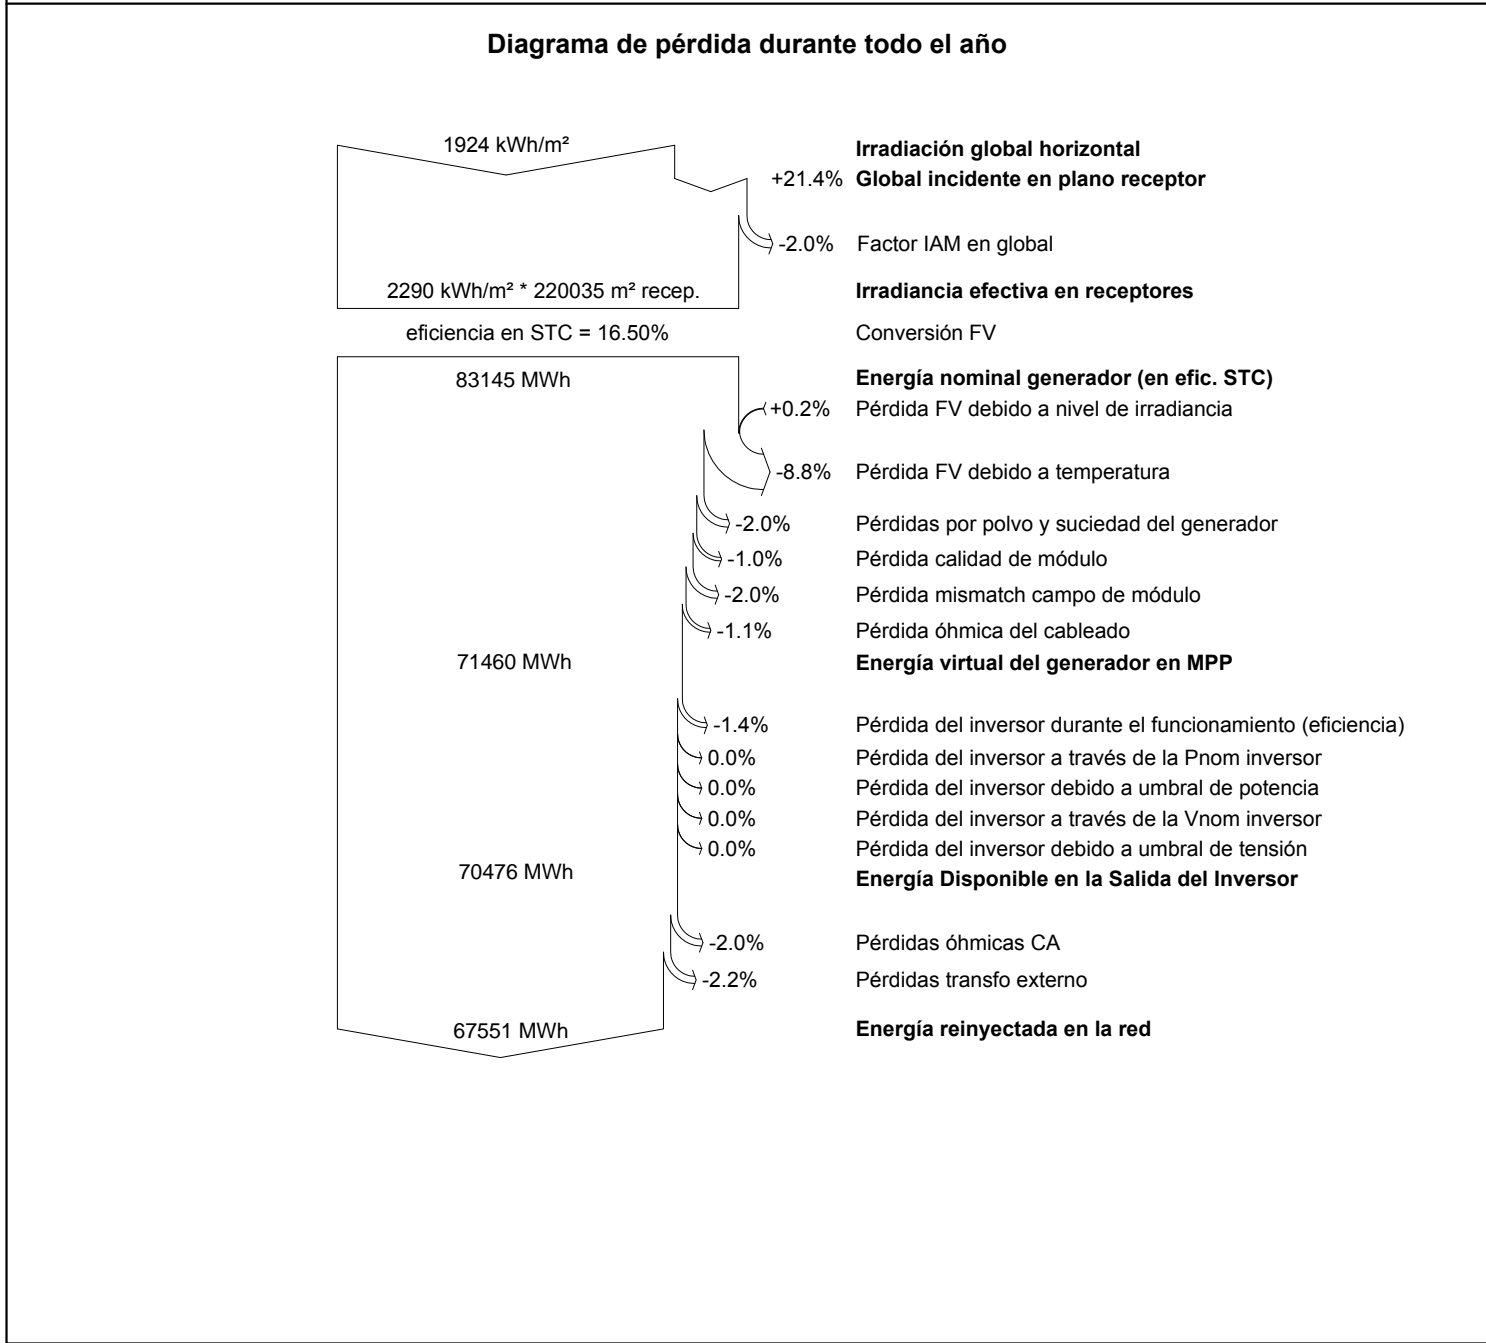 Diagrama de pérdida durante todo el año
1924 kWh/m²
Irradiación global horizontal
+21.4% Global incidente en plano receptor
-2.0% Factor IAM en global
2290 kWh/m² * 220035 m² recep. Irradiancia efectiva en receptores
eficiencia en STC = 16.50% Conversión FV
83145 MWh Energía nominal generador (en efic. STC)
+0.2% Pérdida FV debido a nivel de irradiancia
-8.8% Pérdida FV debido a temperatura
-2.0% Pérdidas por polvo y suciedad del generador
-1.0% Pérdida calidad de módulo
-2.0% Pérdida mismatch campo de módulo
-1.1% Pérdida óhmica del cableado
71460 MWh Energía virtual del generador en MPP
-1.4% Pérdida del inversor durante el funcionamiento (eficiencia)
0.0% Pérdida del inversor a través de la Pnom inversor
0.0% Pérdida del inversor debido a umbral de potencia
0.0% Pérdida del inversor a través de la Vnom inversor
0.0% Pérdida del inversor debido a umbral de tensión
70476 MWh Energía Disponible en la Salida del Inversor
-2.0% Pérdidas óhmicas CA
-2.2% Pérdidas transfo externo
67551 MWh Energía reinyectada en la red